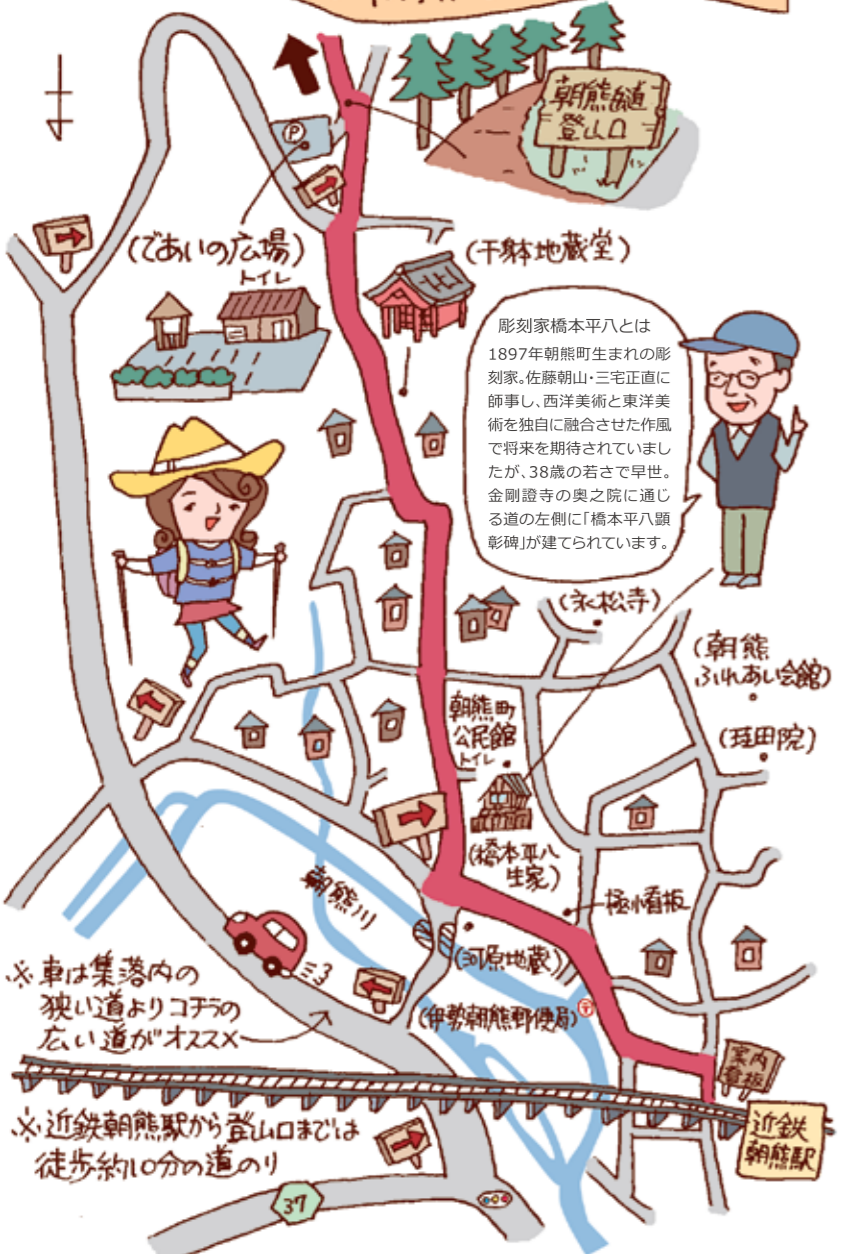 朝熊岳道
登山口
P
(であいの広場)
トイレ
(千躰地蔵堂)
彫刻家橋本平八とは
1897年朝熊町生まれの彫
刻家。佐藤朝山・三宅正直に
師事し、西洋美術と東洋美
術を独自に融合させた作風
で将来を期待されていまし
たが、38歳の若さで早世。
金剛證寺の奥之院に通じ
る道の左側に「橋本平八顕
彰碑」が建てられています。
(永松寺)
(朝熊
ふれあい会館)
朝熊町
公民館
トイレ
(珪田院)
(橋本平八
生家)
極小看板
朝熊川
(河原地蔵)
(伊勢朝熊郵便局)
〒
※車は集落内の
狭い道よりコチラの
広い道がオススメ
案内
看板
近鉄
朝熊駅
※近鉄朝熊駅から登山口までは
徒歩約10分の道のり
37